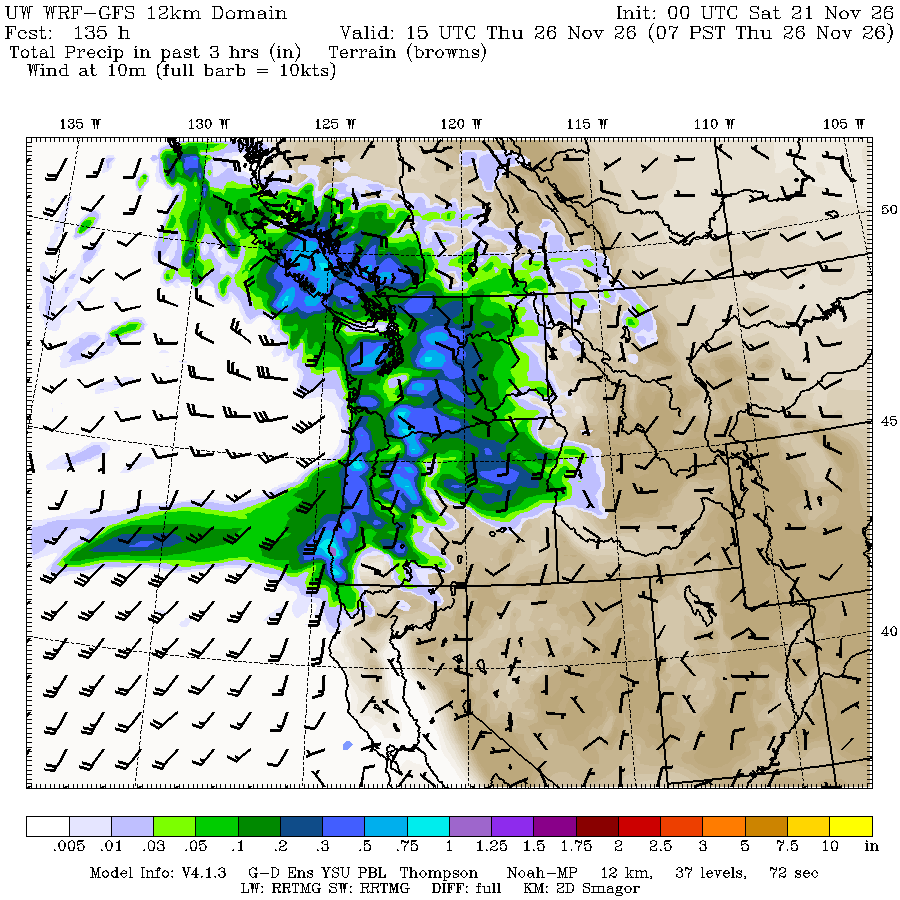 UW WRF-GFS 12km Domain Init: 00 UTC Sat 21 Nov 26
Fcst: 135 h Valid: 15 UTC Thu 26 Nov 26 (07 PST Thu 26 Nov 26)
Total Precip in past 3 hrs (in) Terrain (browns)
Wind at 10m (full barb = 10kts)
135 W 130 W 125 W 120 W 115 W 110 W 105 W
50
45
40
.005 .01 .03 .05 .1 .2 .3 .5 .75 1 1.25 1.5 1.75 2 2.5 3 5 7.5 10 in
Model Info: V4.1.3 G-D Ens YSU PBL Thompson Noah-MP 12 km, 37 levels, 72 sec
LW: RRTMG SW: RRTMG DIFF: full KM: 2D Smagor